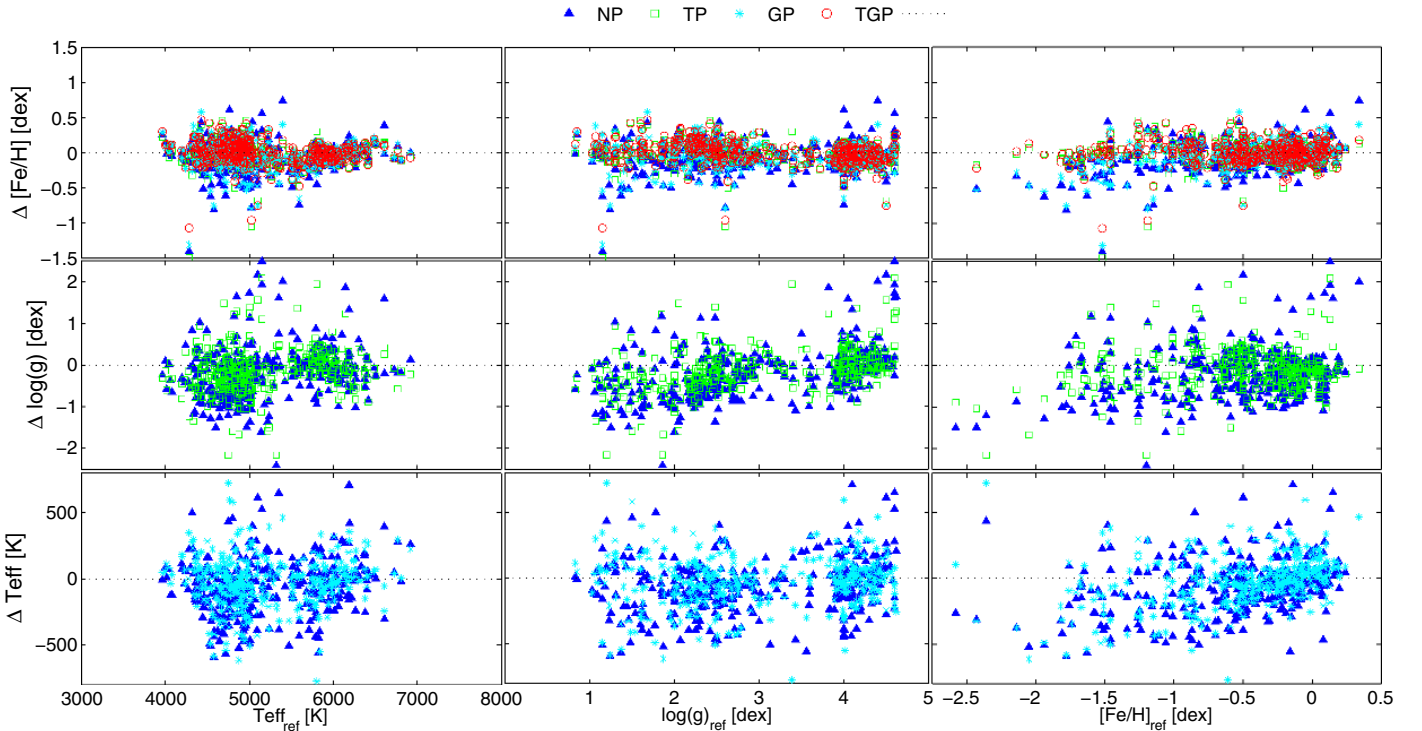 NP TP GP TGP
Δ [Fe/H] [dex]
1.5
1
0.5
0
−0.5
−1
−1.5
Δ log(g) [dex]
2
1
0
−1
−2
Δ Teff [K]
500
0
−500
3000 4000 5000 6000 7000 8000
Teff_ref [K]
0 1 2 3 4 5
log(g)_ref [dex]
−2.5 −2 −1.5 −1 −0.5 0 0.5
[Fe/H]_ref [dex]